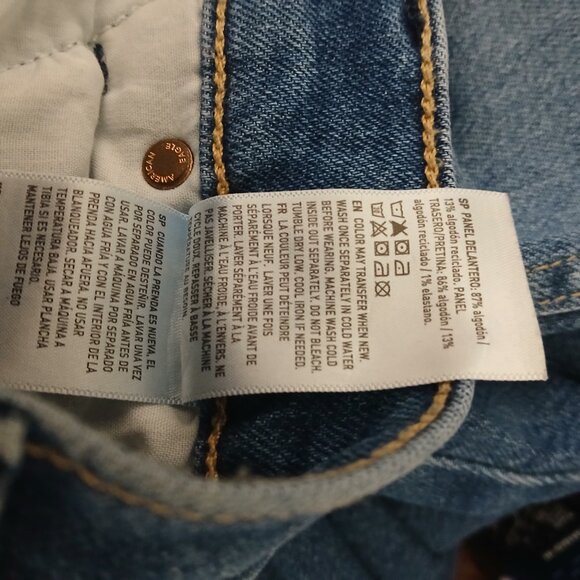 AMERICAN
EAGLE
SP PANEL DELANTERO: 87% algodón /
13% algodón reciclado. PANEL
TRASERO/PRETINA: 86% algodón / 13%
algodón reciclado / 1% elastano.
EN COLOR MAY TRANSFER WHEN NEW.
WASH ONCE SEPARATELY IN COLD WATER
BEFORE WEARING. MACHINE WASH COLD
INSIDE OUT SEPARATELY. DO NOT BLEACH.
TUMBLE DRY LOW. COOL IRON IF NEEDED.
FR LA COULEUR PEUT DÉTEINDRE
LORSQUE NEUF. LAVER UNE FOIS
SÉPARÉMENT À L'EAU FROIDE AVANT DE
PORTER. LAVER SÉPARÉMENT À LA
MACHINE À L'EAU FROIDE, À L'ENVERS. NE
PAS JAVELLISER. SÉCHER À LA MACHINE
REPASSER À BASSE
SP CUANDO LA PRENDA ES NUEVA, EL
COLOR PUEDE DESTEÑIR. LAVAR UNA VEZ
POR SEPARADO EN AGUA FRÍA ANTES DE
USAR. LAVAR A MÁQUINA POR SEPARADO
CON AGUA FRÍA Y CON EL INTERIOR DE LA
PRENDA HACIA AFUERA. NO USAR
BLANQUEADOR. SECAR A MÁQUINA A
TEMPERATURA BAJA. USAR PLANCHA
TIBIA SI ES NECESARIO.
MANTENER LEJOS DE FUEGO